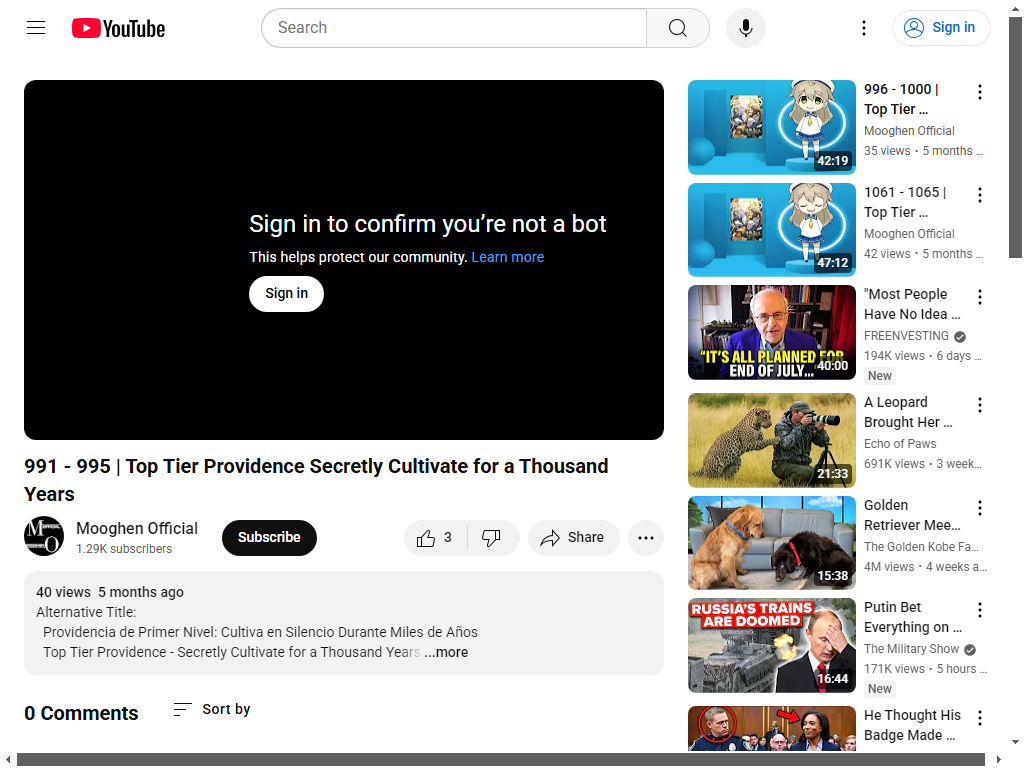 YouTube
Search
Sign in
Sign in to confirm you’re not a bot
This helps protect our community. Learn more
Sign in
991 - 995 | Top Tier Providence Secretly Cultivate for a Thousand
Years
Mooghen Official
1.29K subscribers
Subscribe
3
Share
40 views 5 months ago
Alternative Title:
Providencia de Primer Nivel: Cultiva en Silencio Durante Miles de Años
Top Tier Providence - Secretly Cultivate for a Thousand Years ...more
0 Comments
Sort by
42:19
996 - 1000 |
Top Tier ...
Mooghen Official
35 views • 5 months ...
47:12
1061 - 1065 |
Top Tier ...
Mooghen Official
42 views • 5 months ...
"IT'S ALL PLANNED FOR
END OF JULY...
40:00
"Most People
Have No Idea ...
FREENVESTING
194K views • 6 days ...
New
21:33
A Leopard
Brought Her ...
Echo of Paws
691K views • 3 week...
15:38
Golden
Retriever Mee...
The Golden Kobe Fa...
4M views • 4 weeks a...
RUSSIA'S TRAINS
ARE DOOMED
16:44
Putin Bet
Everything on ...
The Military Show
171K views • 5 hours ...
New
He Thought His
Badge Made ...